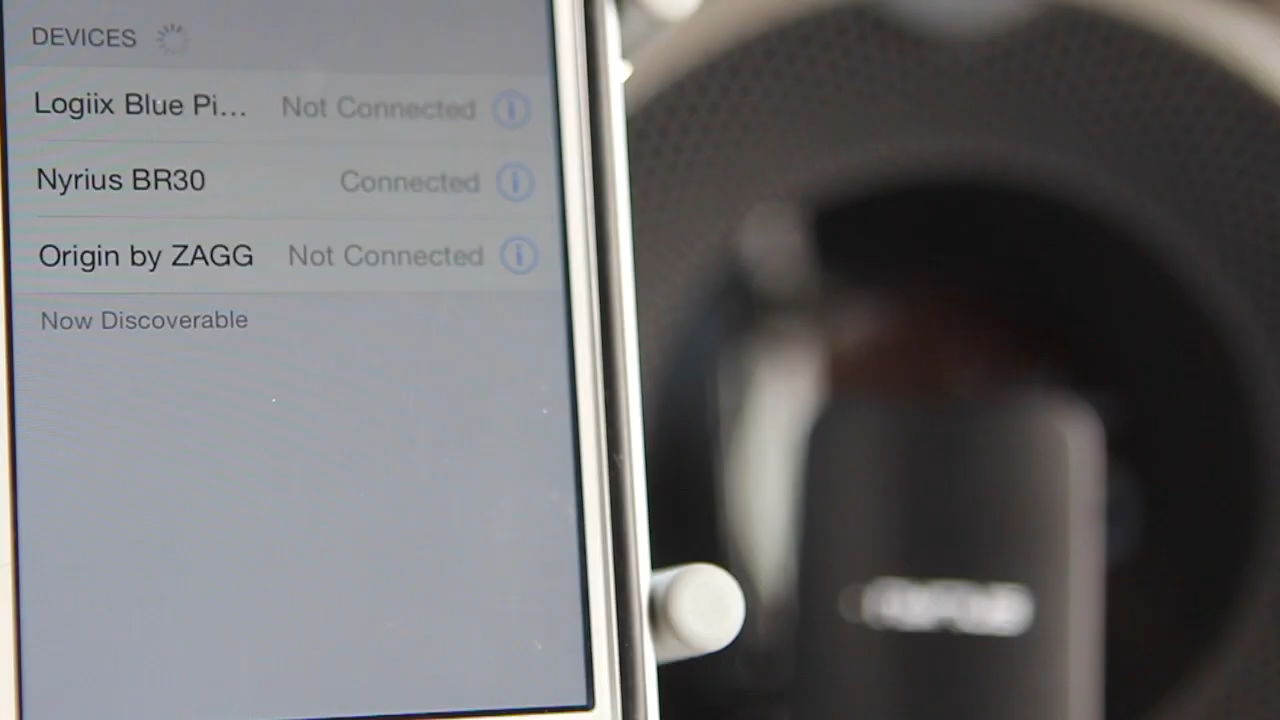 DEVICES
Logiix Blue Pi... Not Connected
Nyrius BR30 Connected
Origin by ZAGG Not Connected
Now Discoverable